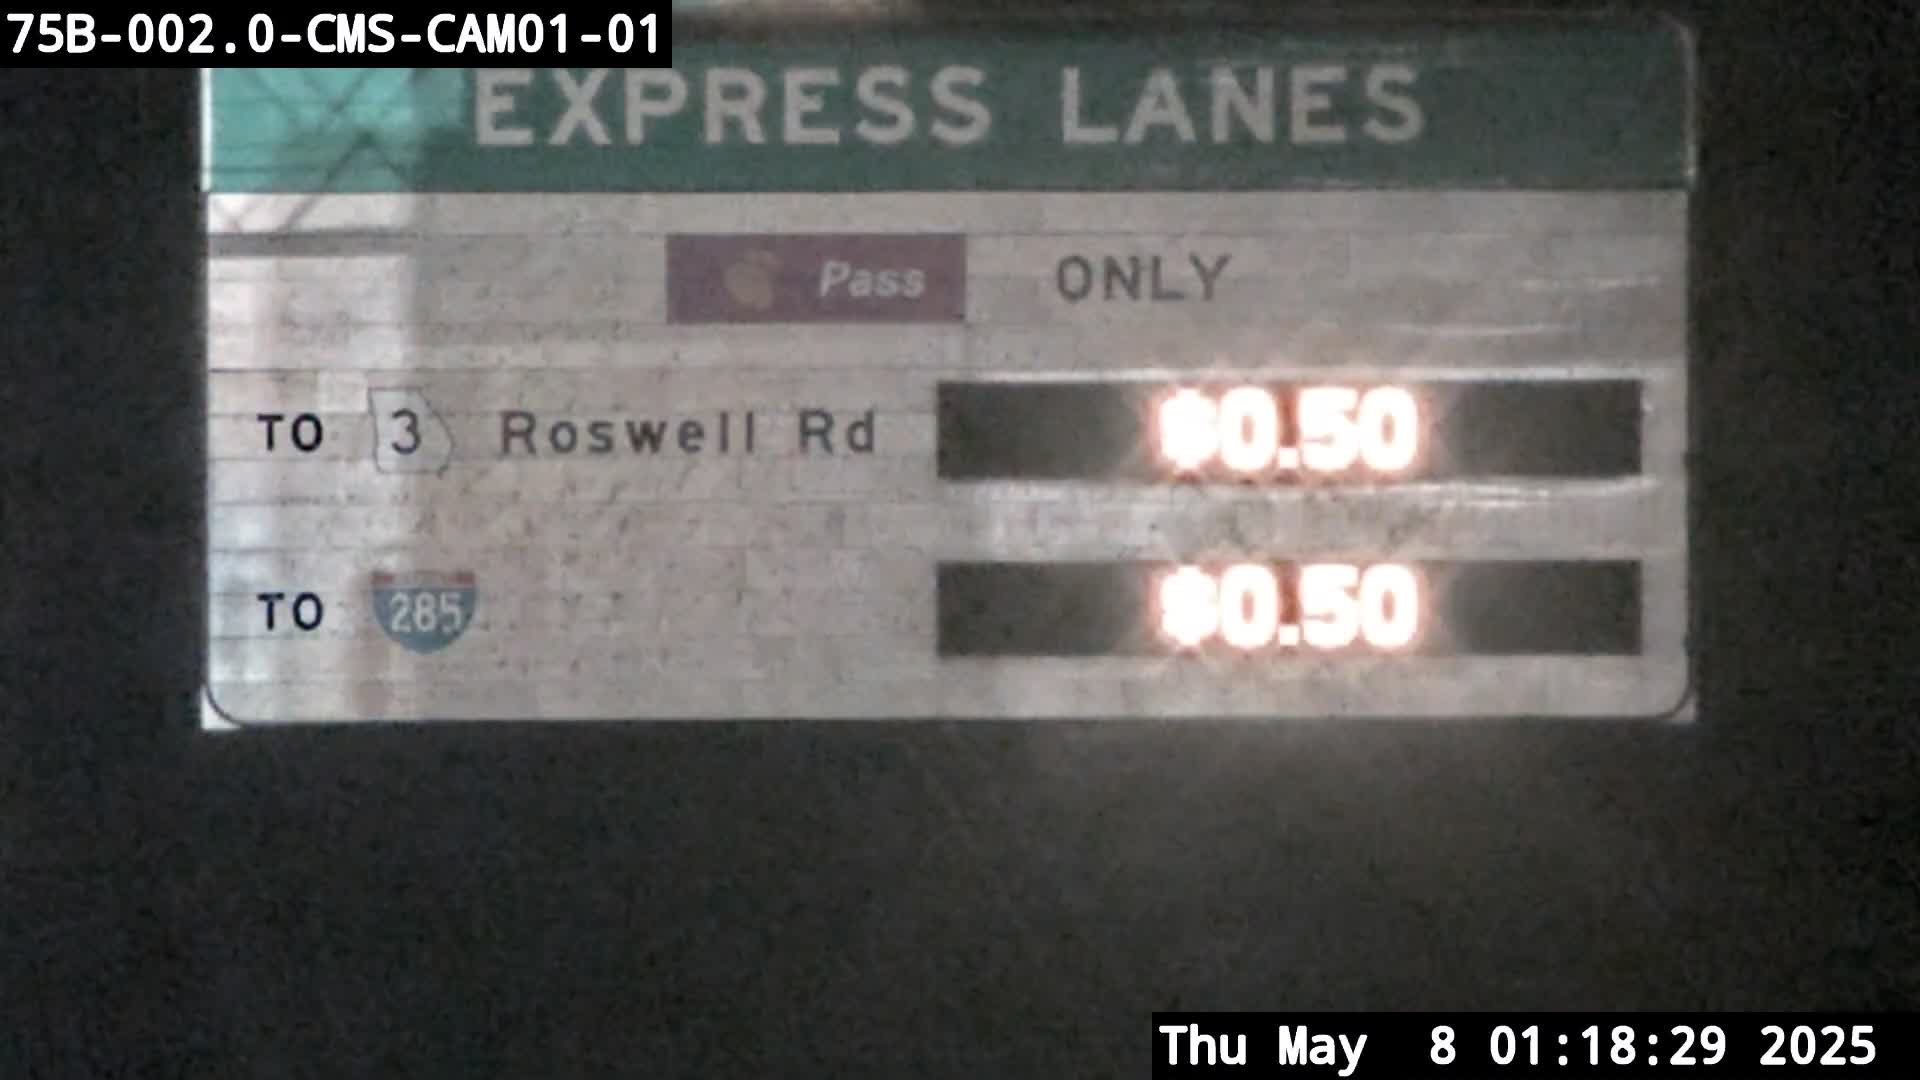 75B-002.0-CMS-CAM01-01
EXPRESS LANES
Pass ONLY
TO 3 Roswell Rd $0.50
TO 285 $0.50
Thu May 8 01:18:29 2025